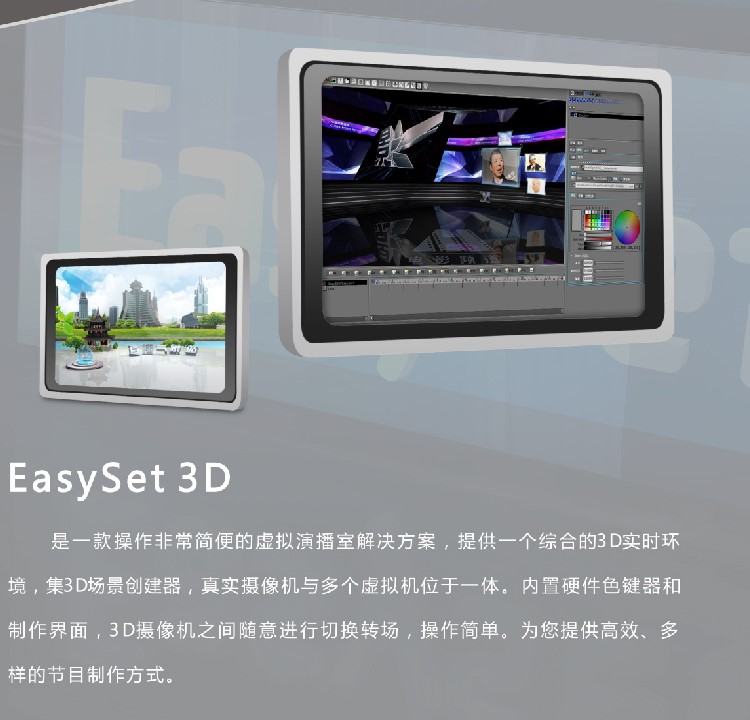 EasySet 3D
是一款操作非常简便的虚拟演播室解决方案，提供一个综合的3D实时环
境，集3D场景创建器，真实摄像机与多个虚拟机位于一体。内置硬件色键器和
制作界面，3D摄像机之间随意进行切换转场，操作简单。为您提供高效、多
样的节目制作方式。